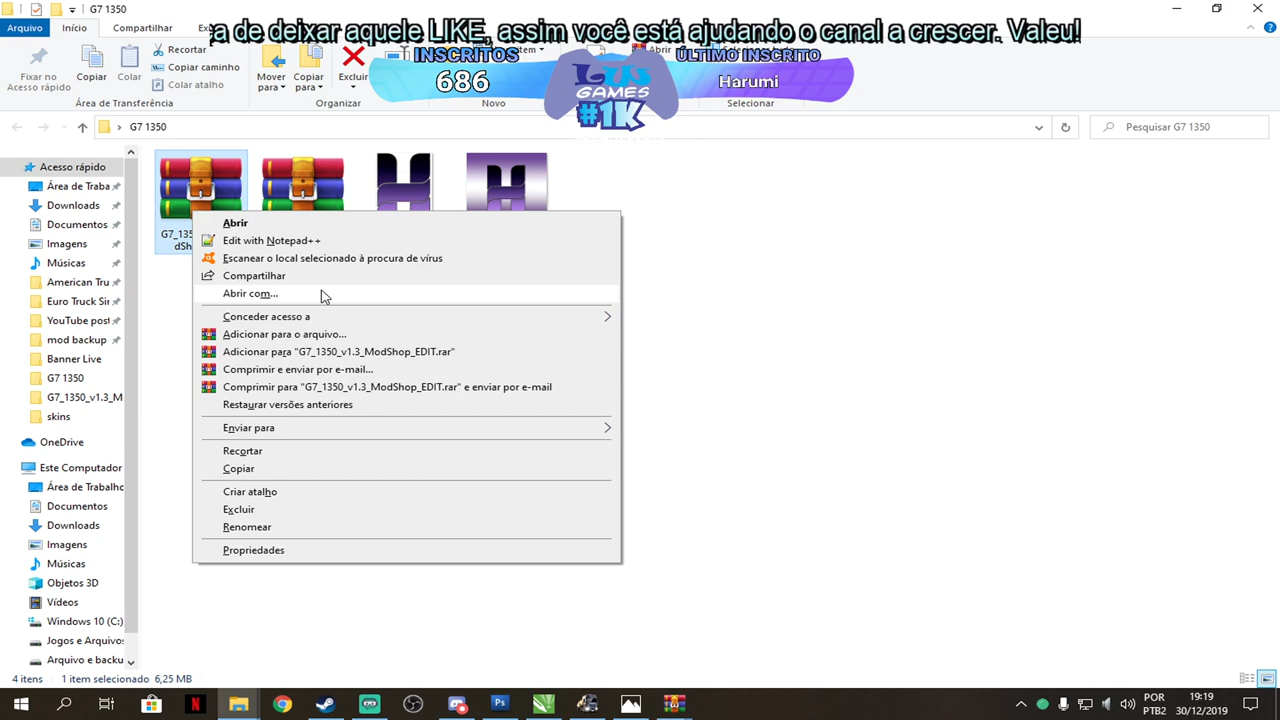 G7 1350
a de deixar aquele LIKE, assim você está ajudando o canal a crescer. Valeu!
Arquivo
Início
Compartilhar
Fixar no Acesso rápido
Copiar
Colar
Recortar
Copiar caminho
Colar atalho
Mover para
Copiar para
Excluir
Área de Transferência
Organizar
Novo
Selecionar
INSCRITOS
686
LUS
GAMES
#1K
ÚLTIMO INSCRITO
Harumi
G7 1350
Pesquisar G7 1350
Acesso rápido
Área de Traba
Downloads
Documentos
Imagens
Músicas
American Tru
Euro Truck Sir
YouTube post
mod backup
Banner Live
G7 1350
G7_1350_v1.3_M
skins
OneDrive
Este Computador
Área de Trabalho
Documentos
Downloads
Imagens
Músicas
Objetos 3D
Vídeos
Windows 10 (C:)
Jogos e Arquivos
Arquivo e backu
Abrir
Edit with Notepad++
Escanear o local selecionado à procura de vírus
Compartilhar
Abrir com...
Conceder acesso a
Adicionar para o arquivo...
Adicionar para "G7_1350_v1.3_ModShop_EDIT.rar"
Comprimir e enviar por e-mail...
Comprimir para "G7_1350_v1.3_ModShop_EDIT.rar" e enviar por e-mail
Restaurar versões anteriores
Enviar para
Recortar
Copiar
Criar atalho
Excluir
Renomear
Propriedades
4 itens
1 item selecionado 6,25 MB
POR
PTB2
19:19
30/12/2019